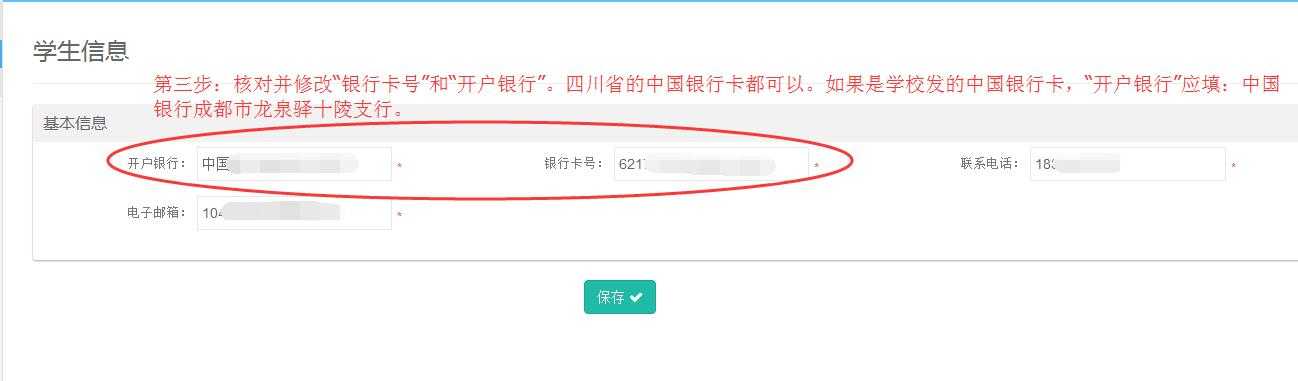 学生信息
第三步：核对并修改“银行卡号”和“开户银行”。四川省的中国银行卡都可以。如果是学校发的中国银行卡，“开户银行”应填：中国
银行成都市龙泉驿十陵支行。
基本信息
开户银行： 中国 * 银行卡号： 621 * 联系电话： 18 *
电子邮箱： 104 *
保存